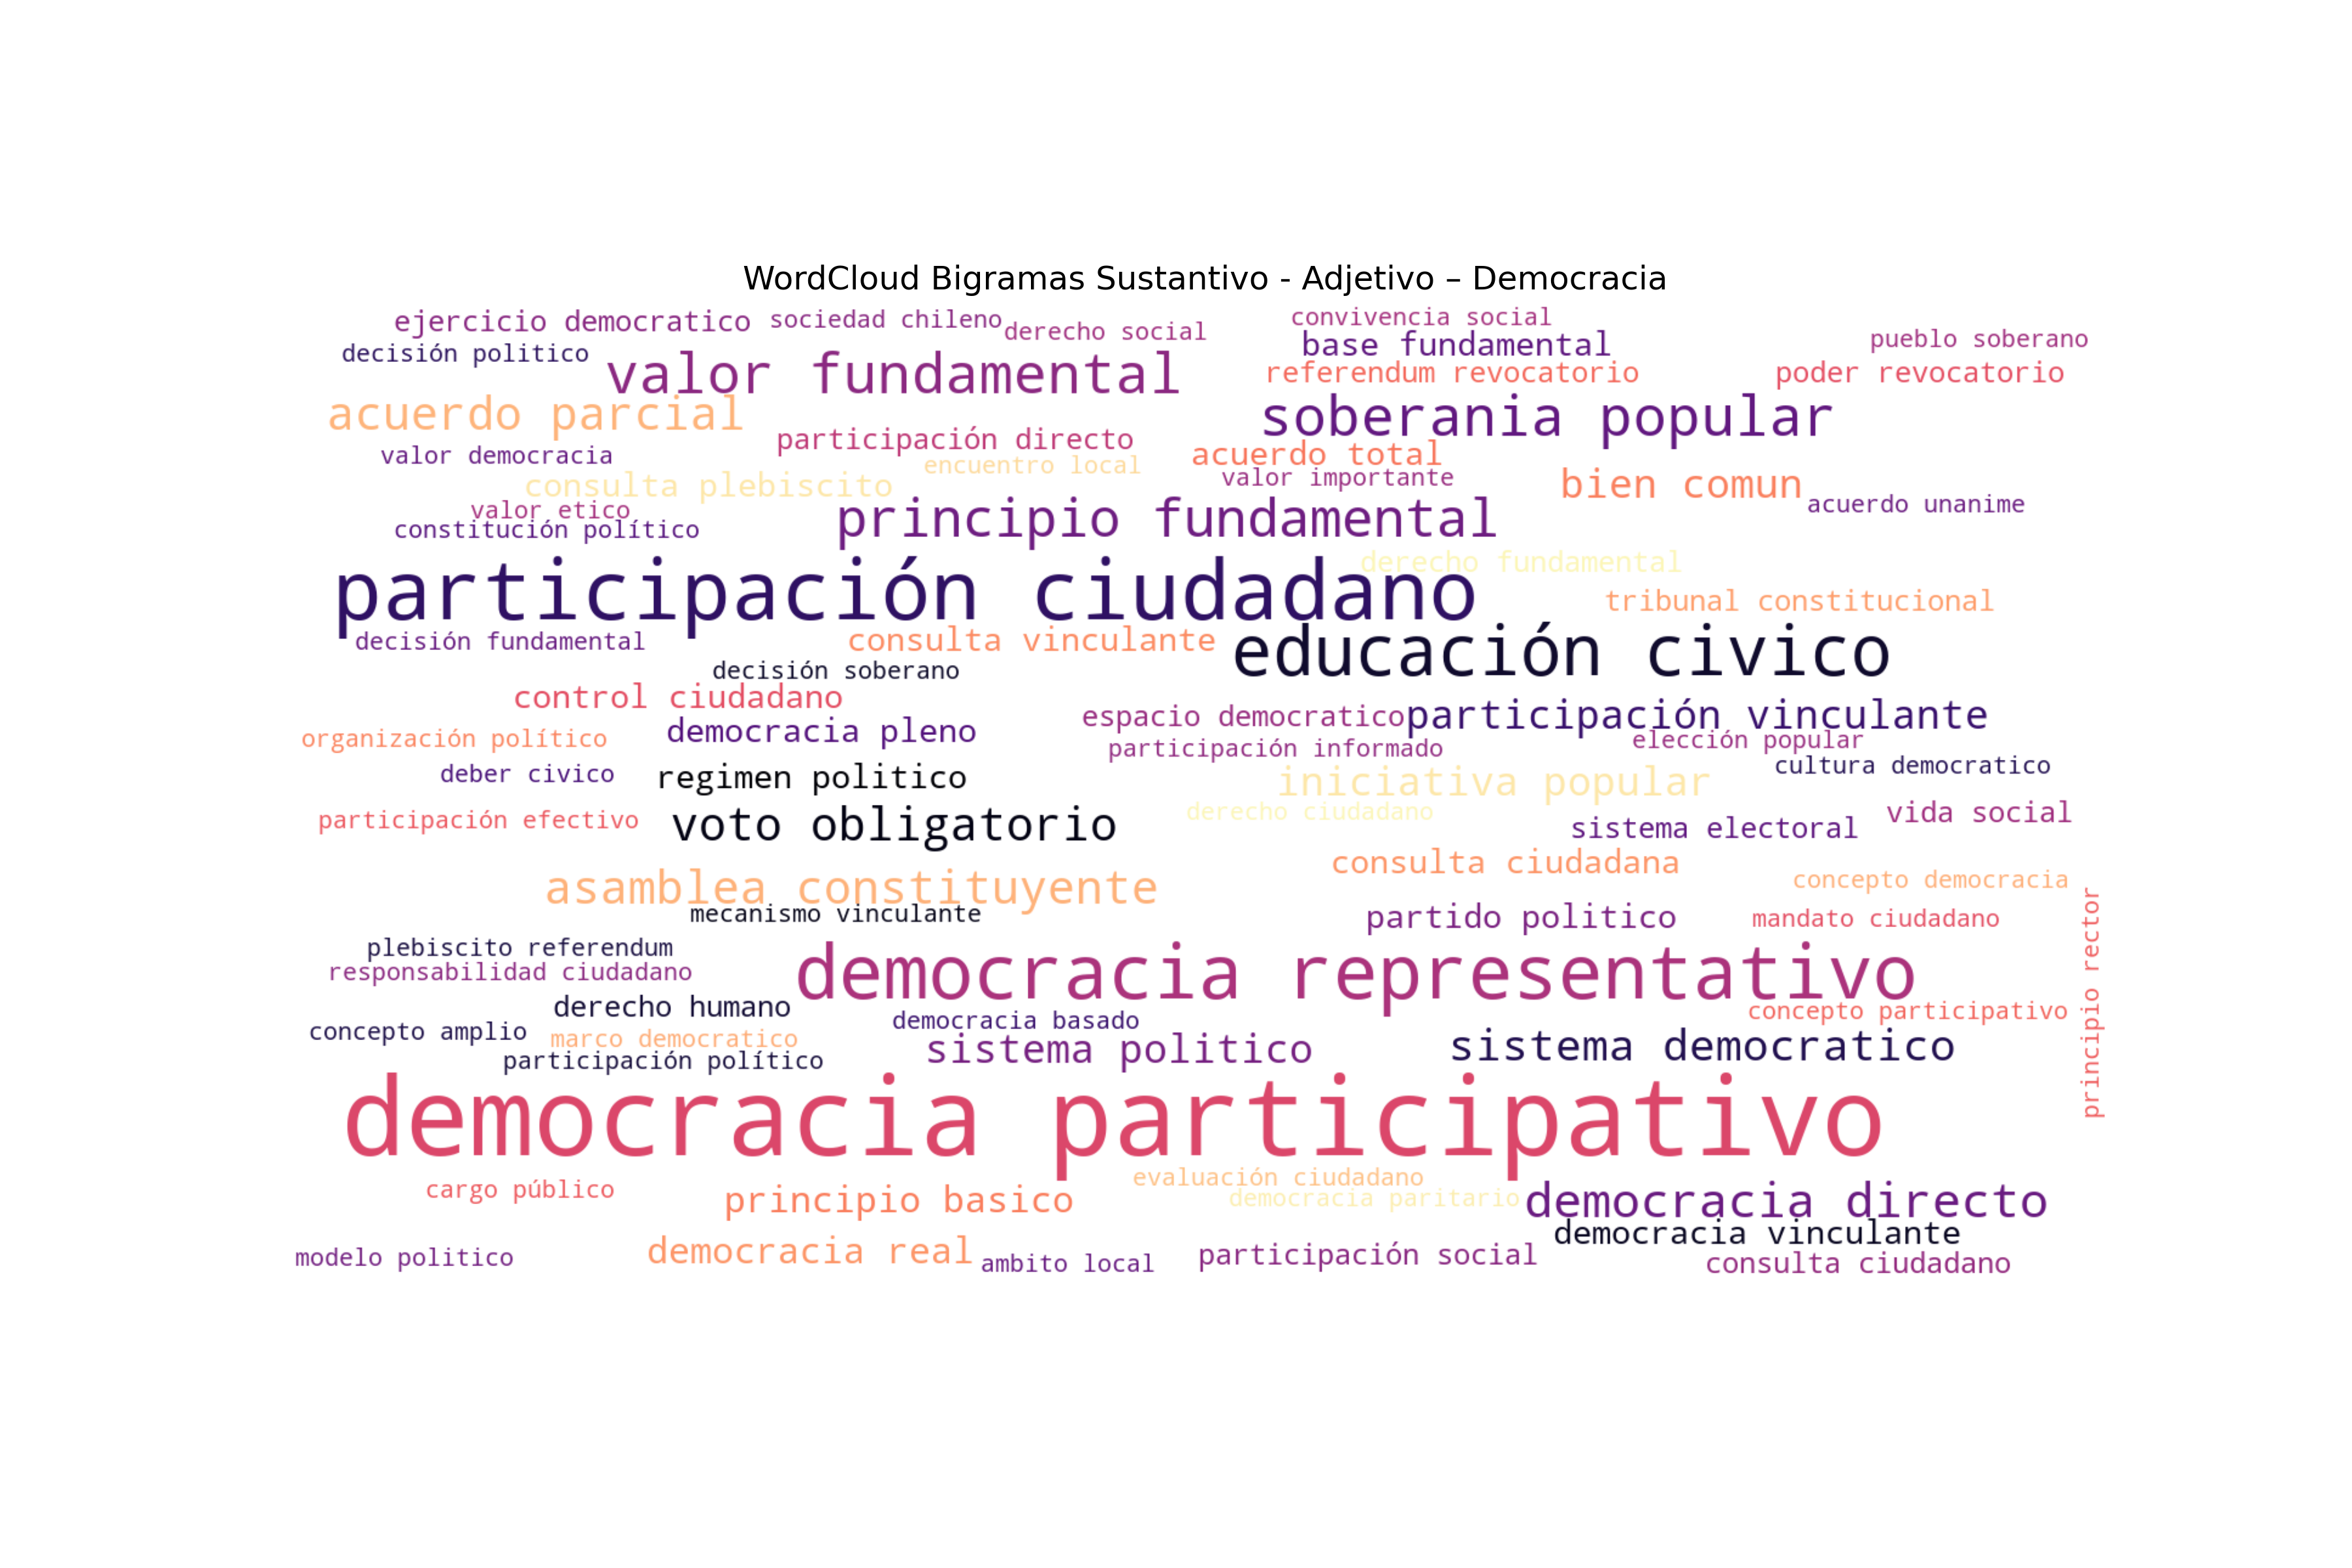 WordCloud Bigramas Sustantivo - Adjetivo – Democracia
ejercicio democratico
sociedad chileno
derecho social
convivencia social
decisión politico
valor fundamental
base fundamental
pueblo soberano
referendum revocatorio
poder revocatorio
acuerdo parcial
soberania popular
participación directo
valor democracia
encuentro local
acuerdo total
consulta plebiscito
valor importante
bien comun
valor etico
acuerdo unanime
constitución político
principio fundamental
derecho fundamental
participación ciudadano
tribunal constitucional
decisión fundamental
consulta vinculante
educación civico
decisión soberano
control ciudadano
organización político
democracia pleno
espacio democratico
participación vinculante
participación informado
elección popular
deber civico
regimen politico
iniciativa popular
cultura democratico
participación efectivo
voto obligatorio
derecho ciudadano
sistema electoral
vida social
asamblea constituyente
consulta ciudadana
concepto democracia
mecanismo vinculante
partido politico
mandato ciudadano
principio rector
plebiscito referendum
responsabilidad ciudadano
democracia representativo
derecho humano
concepto amplio
marco democratico
democracia basado
concepto participativo
participación político
sistema politico
sistema democratico
democracia participativo
cargo público
principio basico
evaluación ciudadano
democracia paritario
democracia directo
democracia vinculante
modelo politico
democracia real
ambito local
participación social
consulta ciudadano